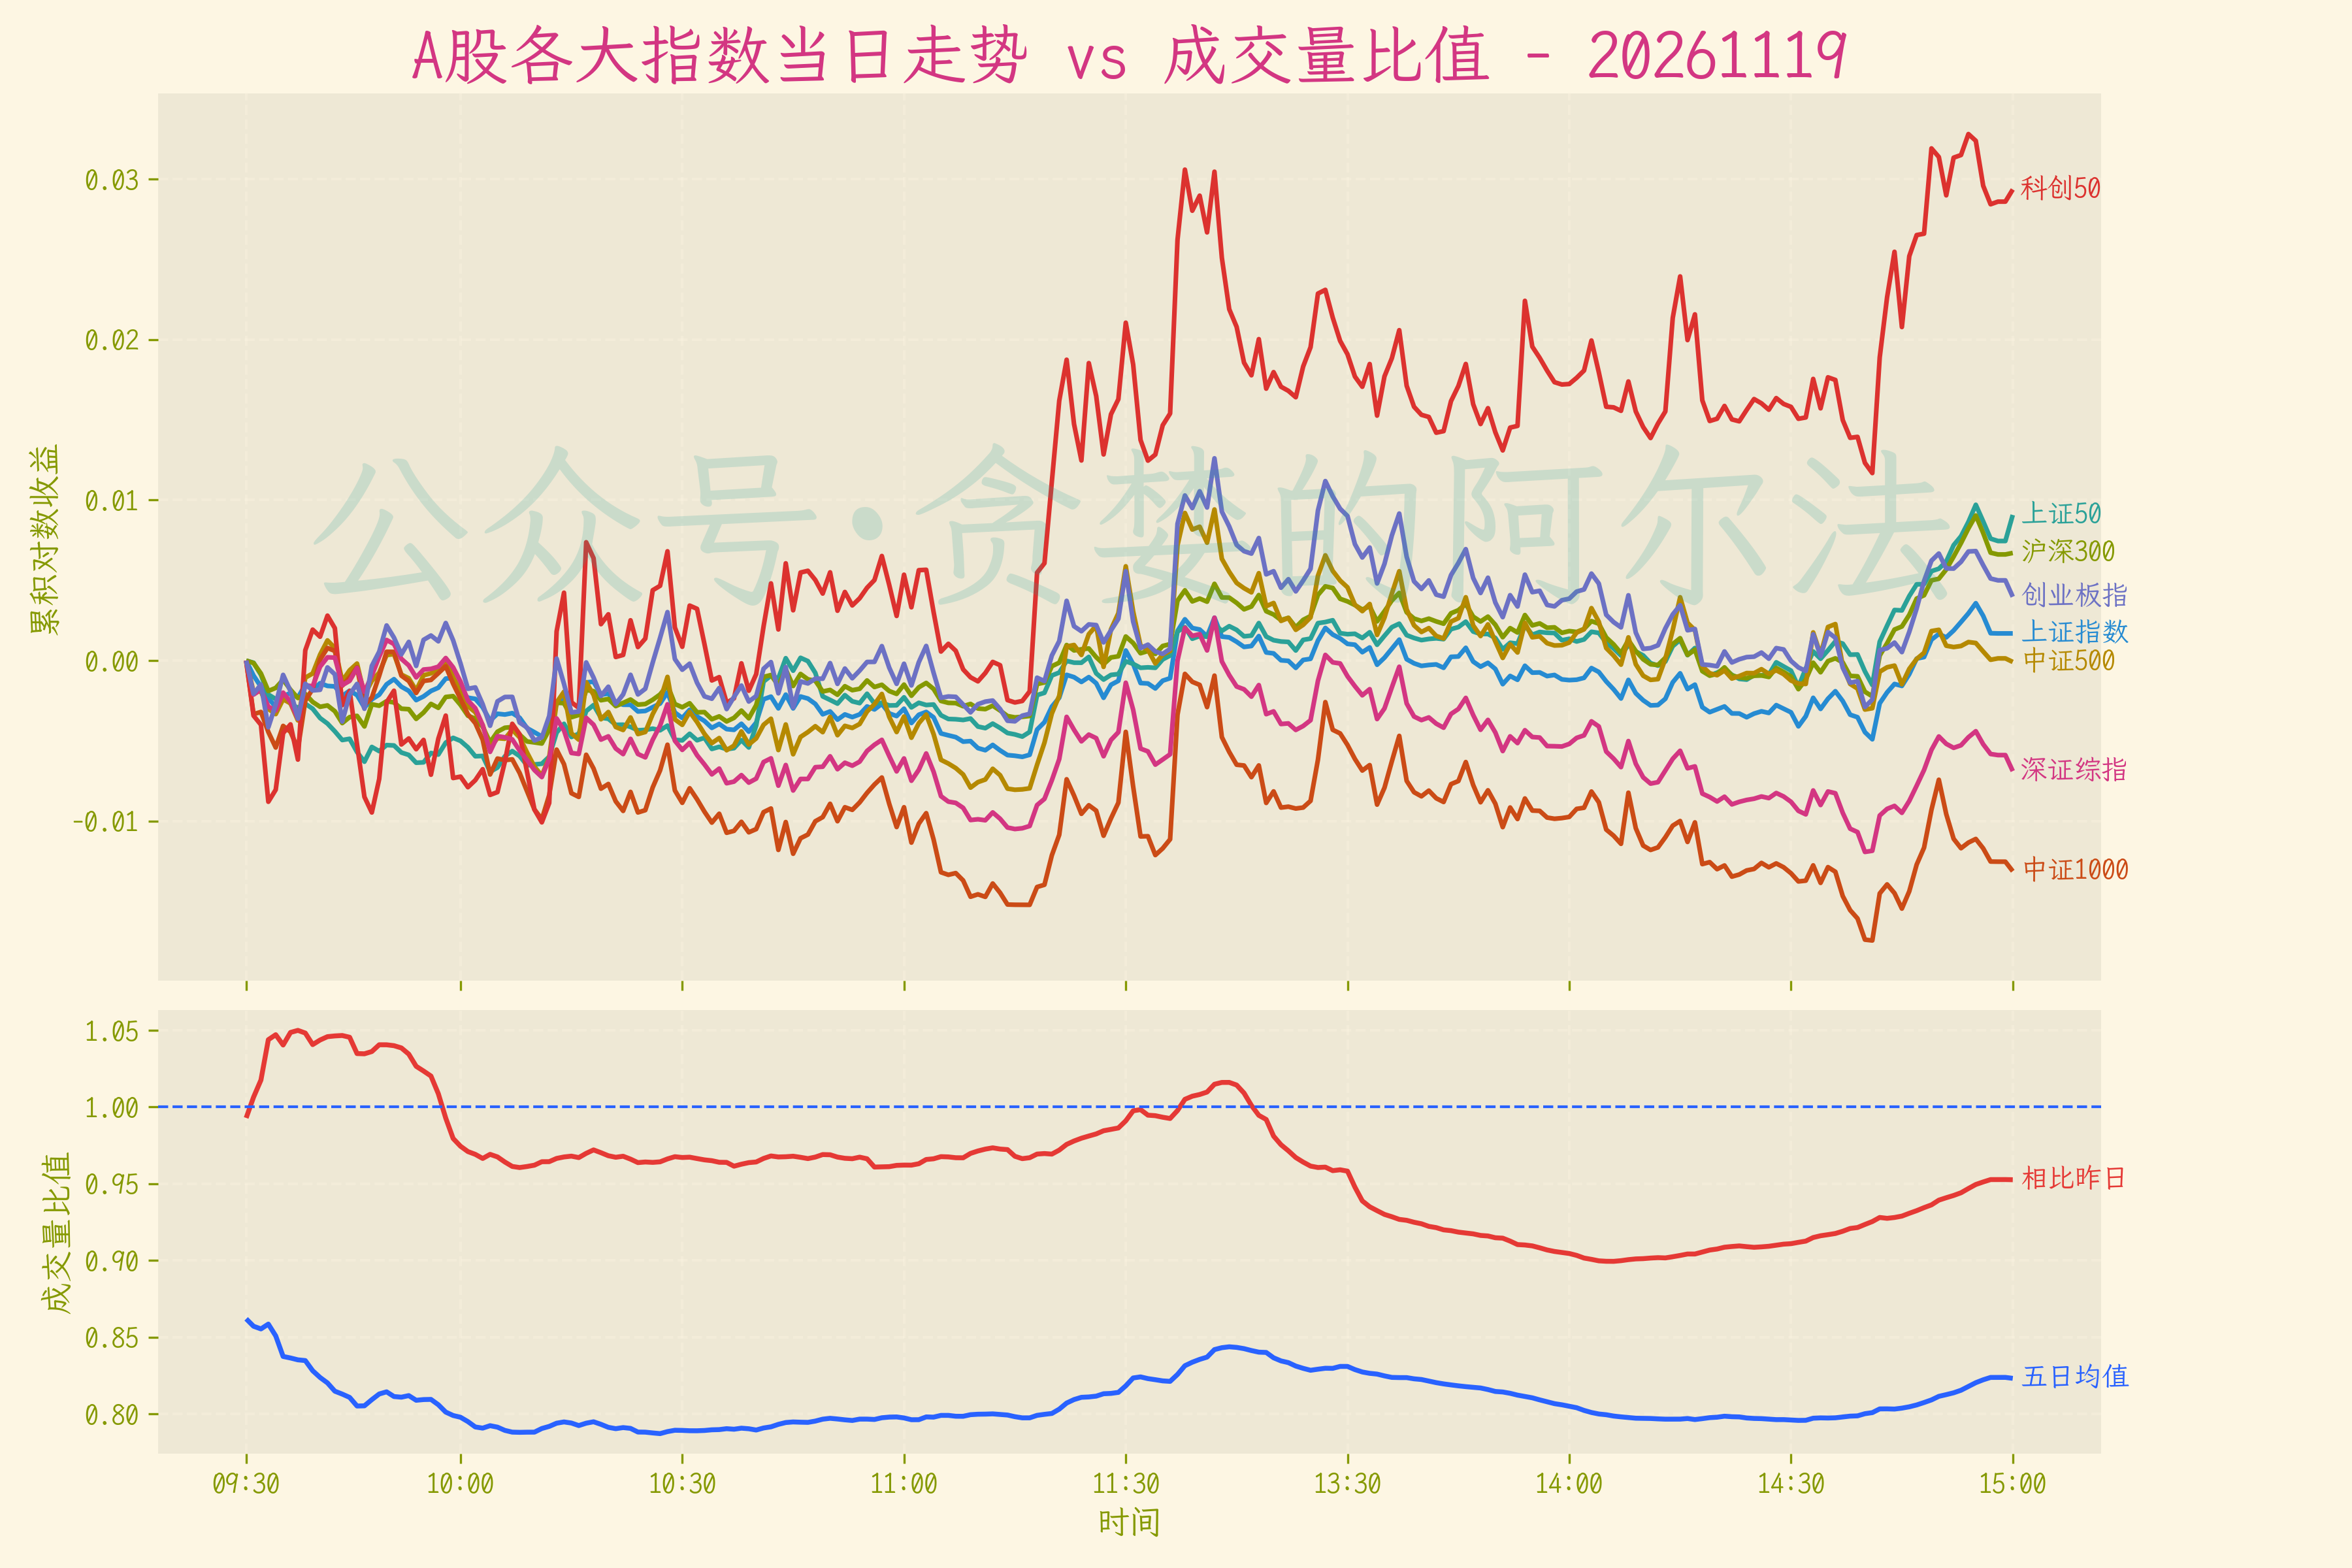 A股各大指数当日走势 vs 成交量比值 - 20261119
累积对数收益
0.03
0.02
0.01
0.00
-0.01
公众号·贪婪的阿尔法
科创50
上证50
沪深300
创业板指
上证指数
中证500
深证综指
中证1000
成交量比值
1.05
1.00
0.95
0.90
0.85
0.80
相比昨日
五日均值
09:30 10:00 10:30 11:00 11:30 13:30 14:00 14:30 15:00
时间